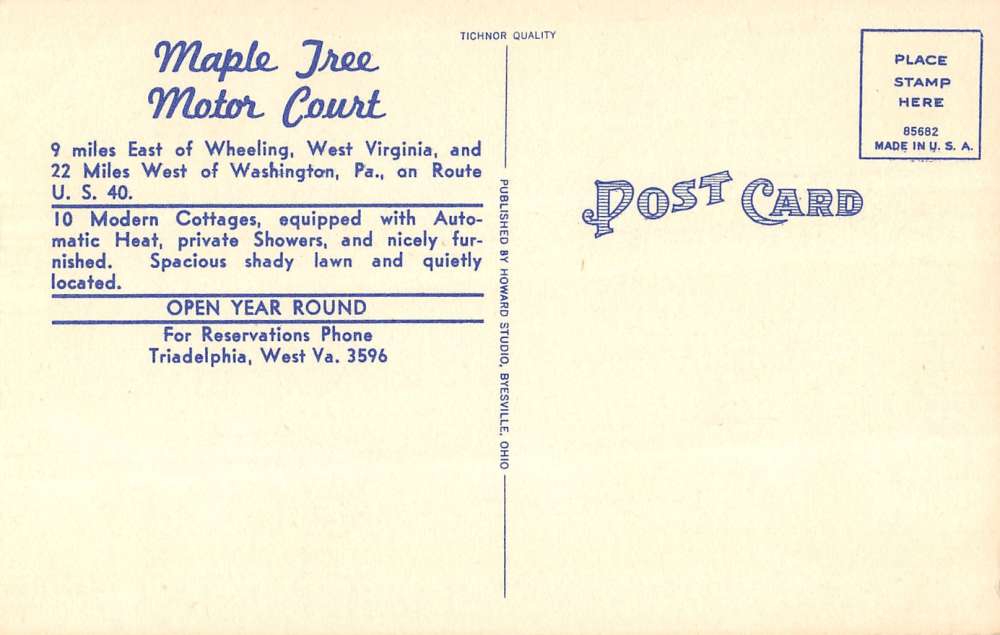 TICHNOR QUALITY
Maple Tree
Motor Court
9 miles East of Wheeling, West Virginia, and
22 Miles West of Washington, Pa., on Route
U. S. 40.
10 Modern Cottages, equipped with Auto-
matic Heat, private Showers, and nicely fur-
nished. Spacious shady lawn and quietly
located.
OPEN YEAR ROUND
For Reservations Phone
Triadelphia, West Va. 3596
PUBLISHED BY HOWARD STUDIO, BYESVILLE, OHIO
POST CARD
PLACE
STAMP
HERE
85682
MADE IN U. S. A.